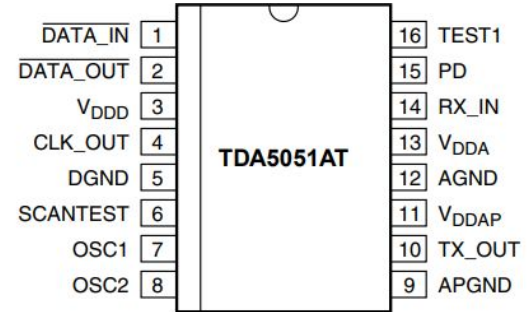 DATA_IN 1 16 TEST1
DATA_OUT 2 15 PD
VDDD 3 14 RX_IN
CLK_OUT 4 13 VDDA
TDA5051AT
DGND 5 12 AGND
SCANTEST 6 11 VDDAP
OSC1 7 10 TX_OUT
OSC2 8 9 APGND